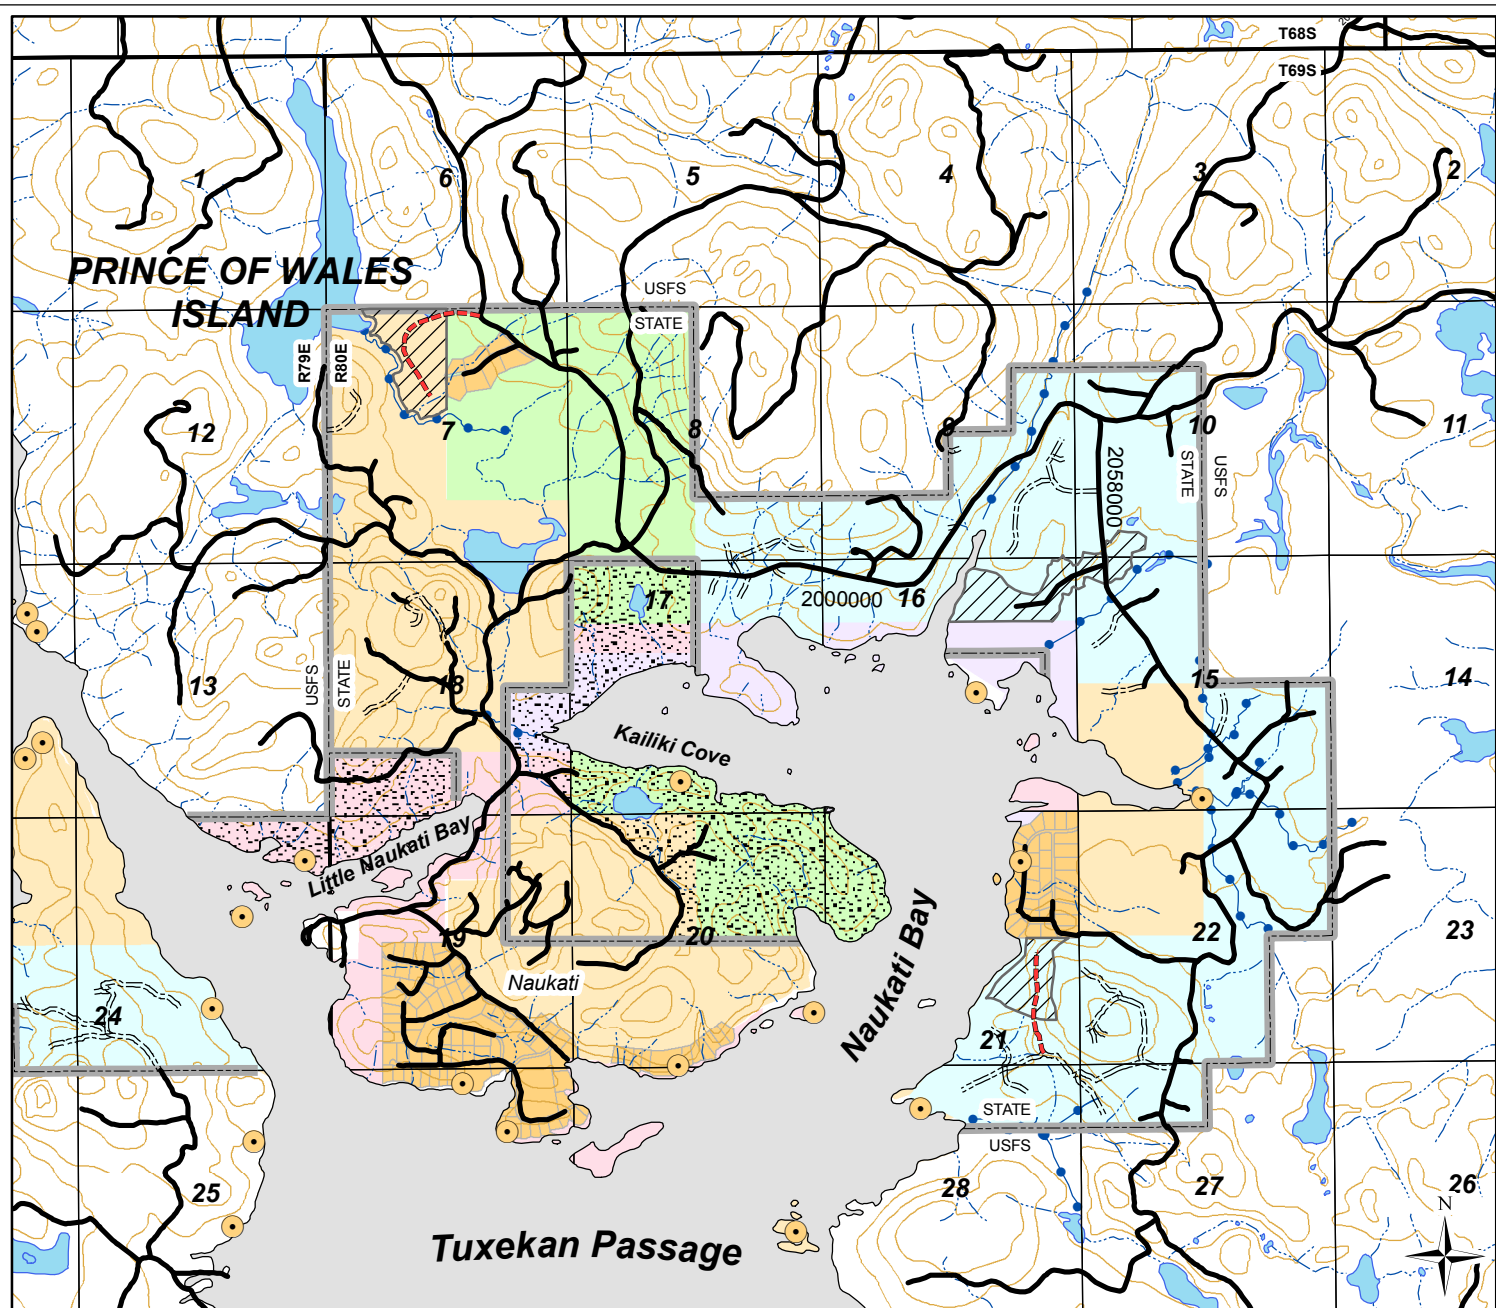 T68S
T69S
1
6
5
4
3
2
PRINCE OF WALES
ISLAND
USFS
STATE
R79E
R80E
12
7
8
9
10
11
STATE
USFS
2058000
17
2000000
16
13
USFS
STATE
18
15
14
Kailiki Cove
Little Naukati Bay
19
20
22
23
Naukati
Naukati Bay
24
21
STATE
USFS
25
28
27
26
N
Tuxekan Passage